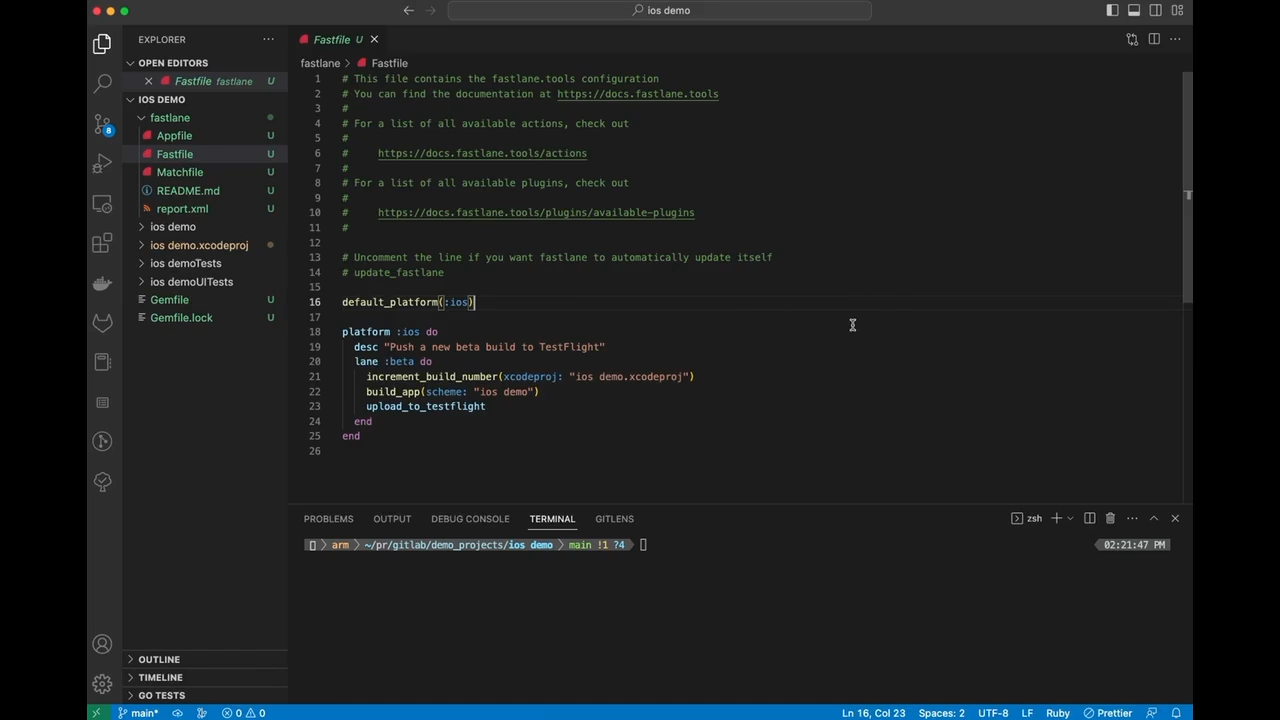 ios demo
EXPLORER
OPEN EDITORS
Fastfile fastlane U
IOS DEMO
fastlane
Appfile U
Fastfile U
Matchfile U
README.md U
report.xml U
ios demo
ios demo.xcodeproj
ios demoTests
ios demoUITests
Gemfile U
Gemfile.lock U
OUTLINE
TIMELINE
GO TESTS
8
Fastfile U
fastlane > Fastfile
1 # This file contains the fastlane.tools configuration
2 # You can find the documentation at https://docs.fastlane.tools
3 #
4 # For a list of all available actions, check out
5 #
6 #     https://docs.fastlane.tools/actions
7 #
8 # For a list of all available plugins, check out
9 #
10 #     https://docs.fastlane.tools/plugins/available-plugins
11 #
12
13 # Uncomment the line if you want fastlane to automatically update itself
14 # update_fastlane
15
16 default_platform(:ios)
17
18 platform :ios do
19   desc "Push a new beta build to TestFlight"
20   lane :beta do
21     increment_build_number(xcodeproj: "ios demo.xcodeproj")
22     build_app(scheme: "ios demo")
23     upload_to_testflight
24   end
25 end
26
PROBLEMS OUTPUT DEBUG CONSOLE TERMINAL GITLENS zsh
arm ~/pr/gitlab/demo_projects/ios demo main !1 ?4 02:21:47 PM
main* 0 0 Ln 16, Col 23 Spaces: 2 UTF-8 LF Ruby Prettier